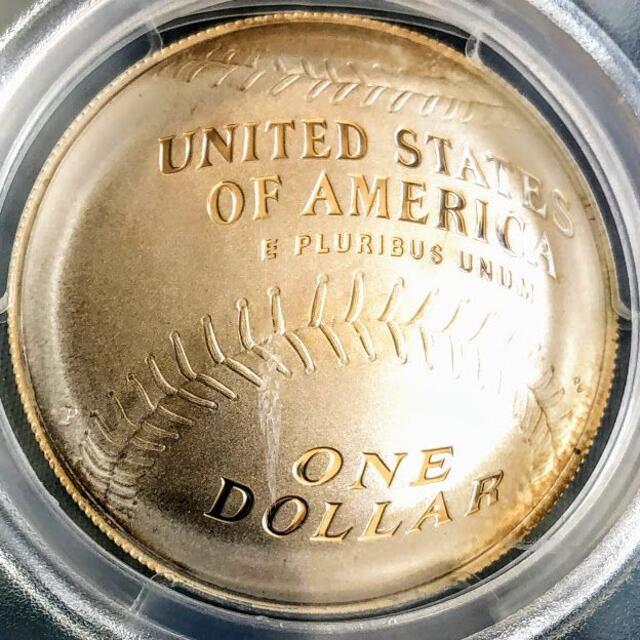 UNITED STATES
OF AMERICA
E PLURIBUS UNUM
ONE
DOLLAR